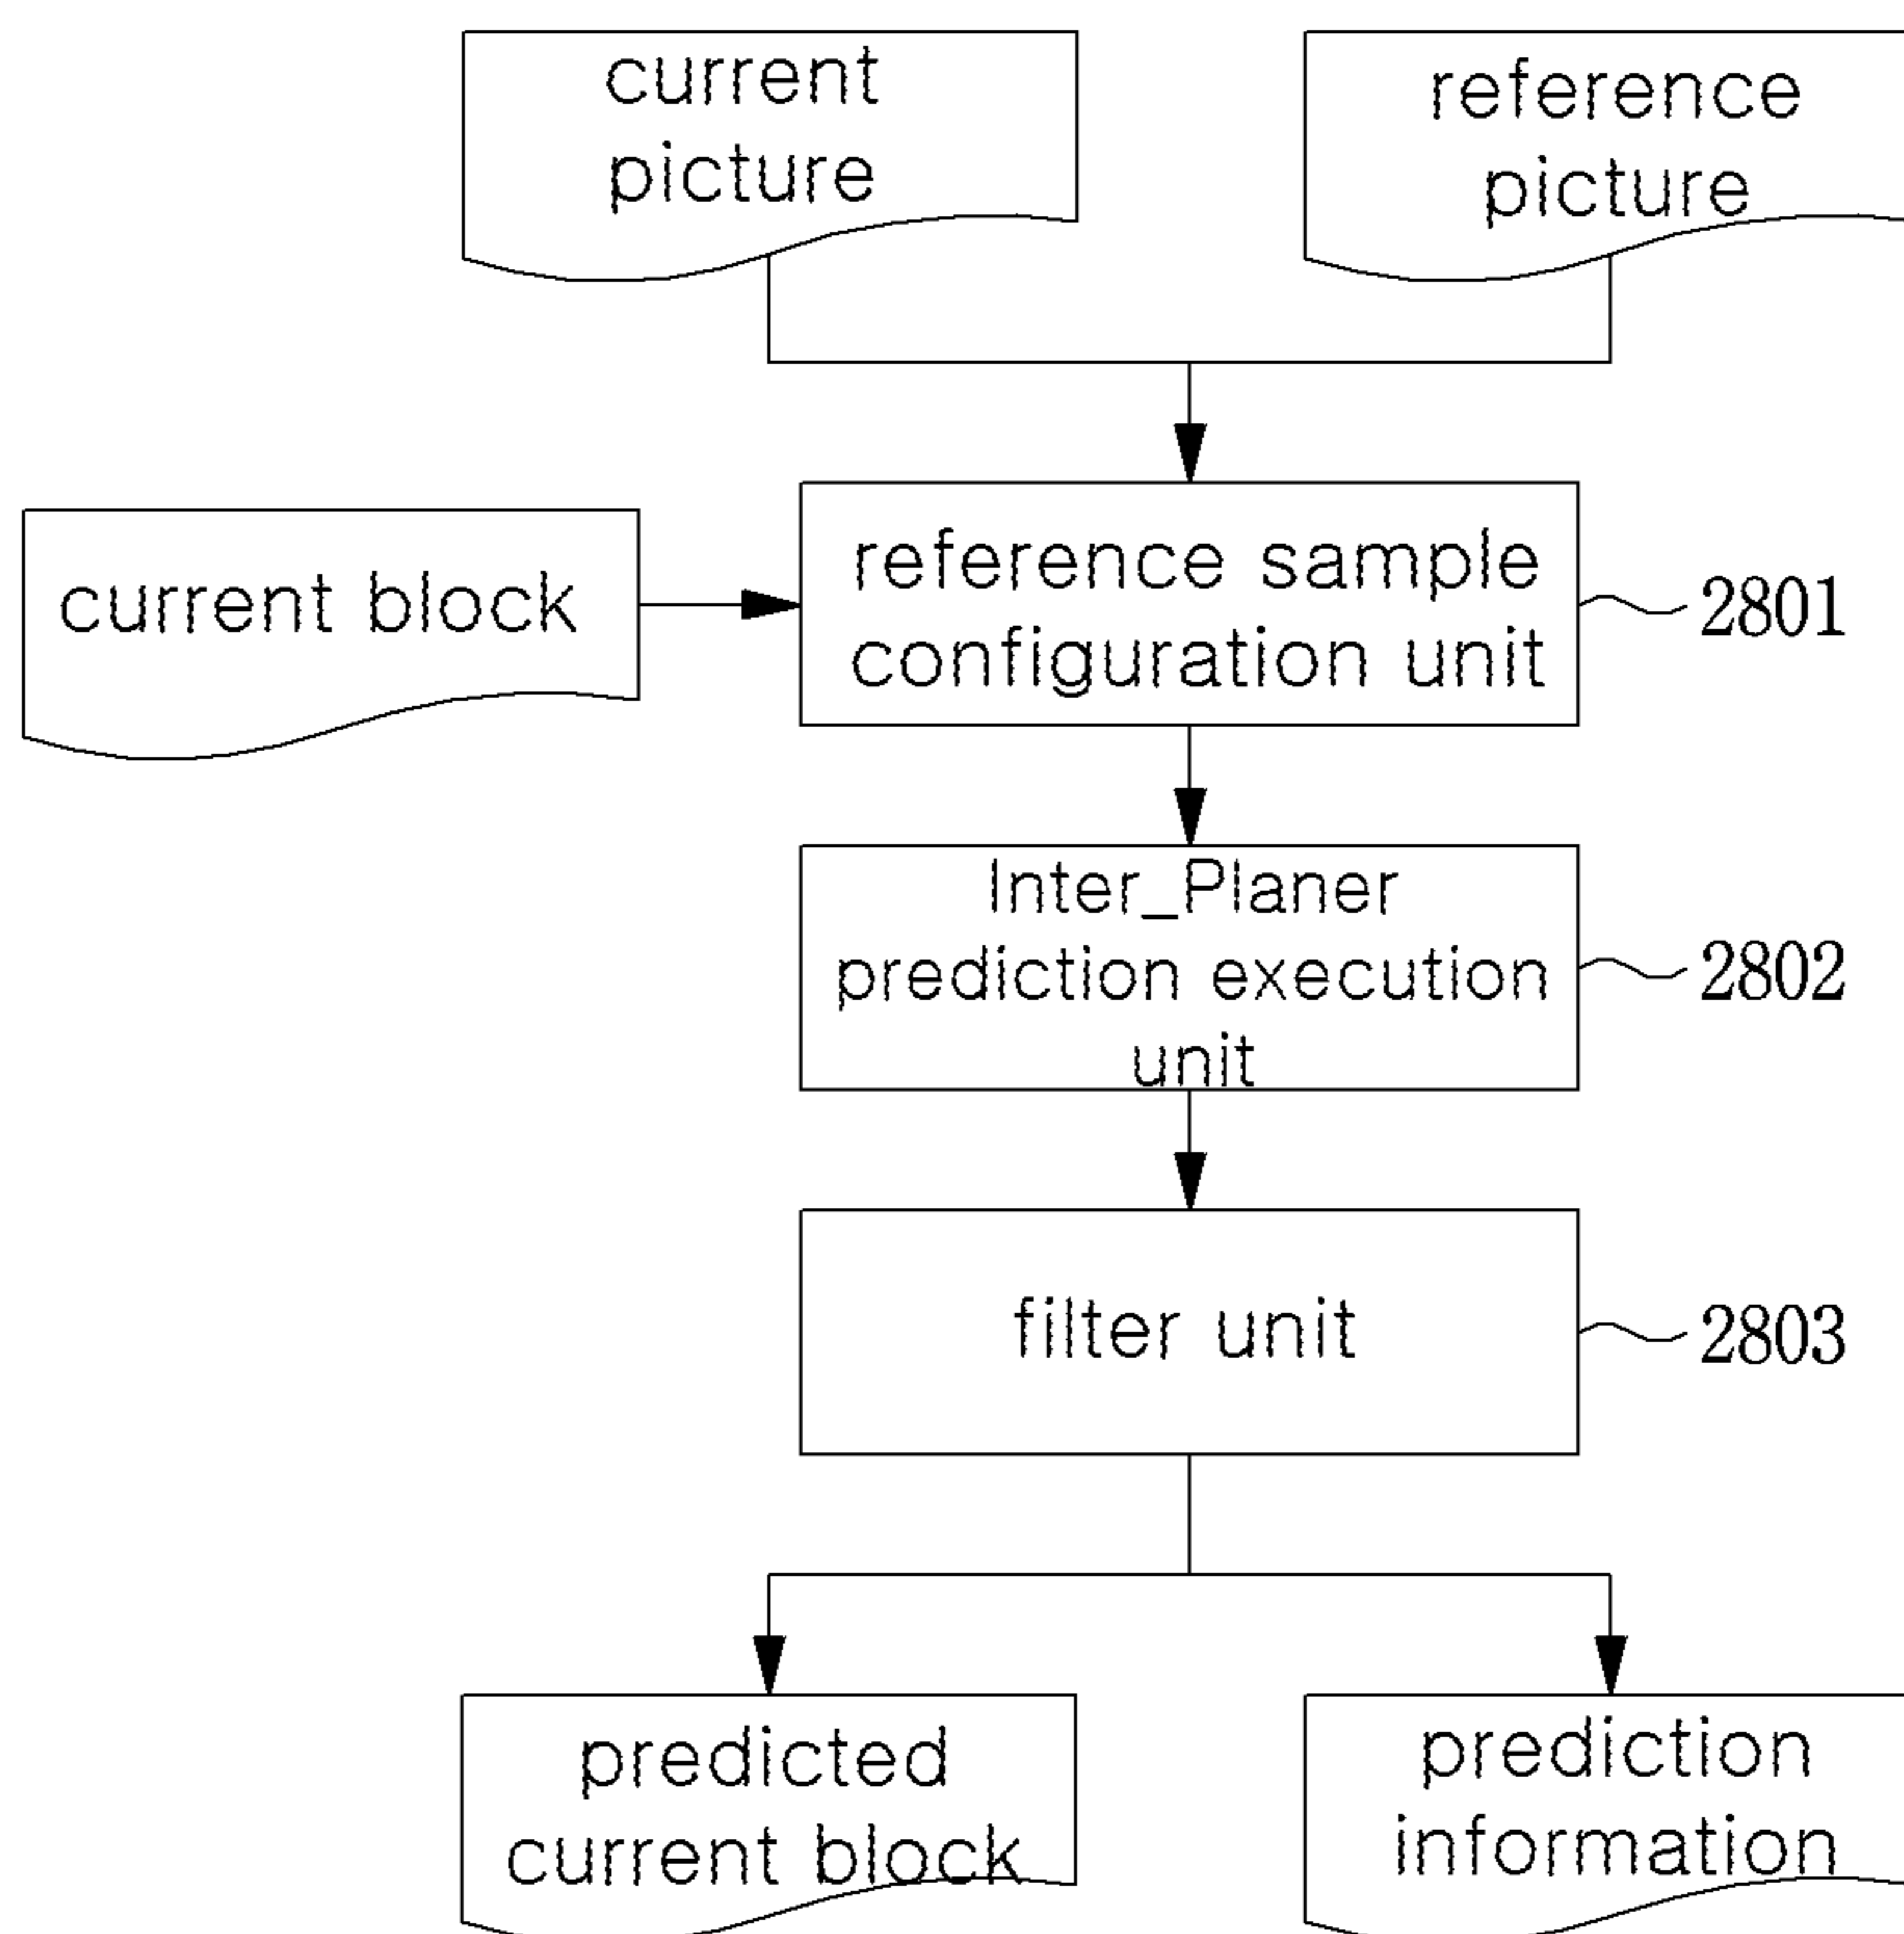 current
picture
reference
picture
current block
reference sample
configuration unit
2801
Inter_Planer
prediction execution
unit
2802
filter unit
2803
predicted
current block
prediction
information